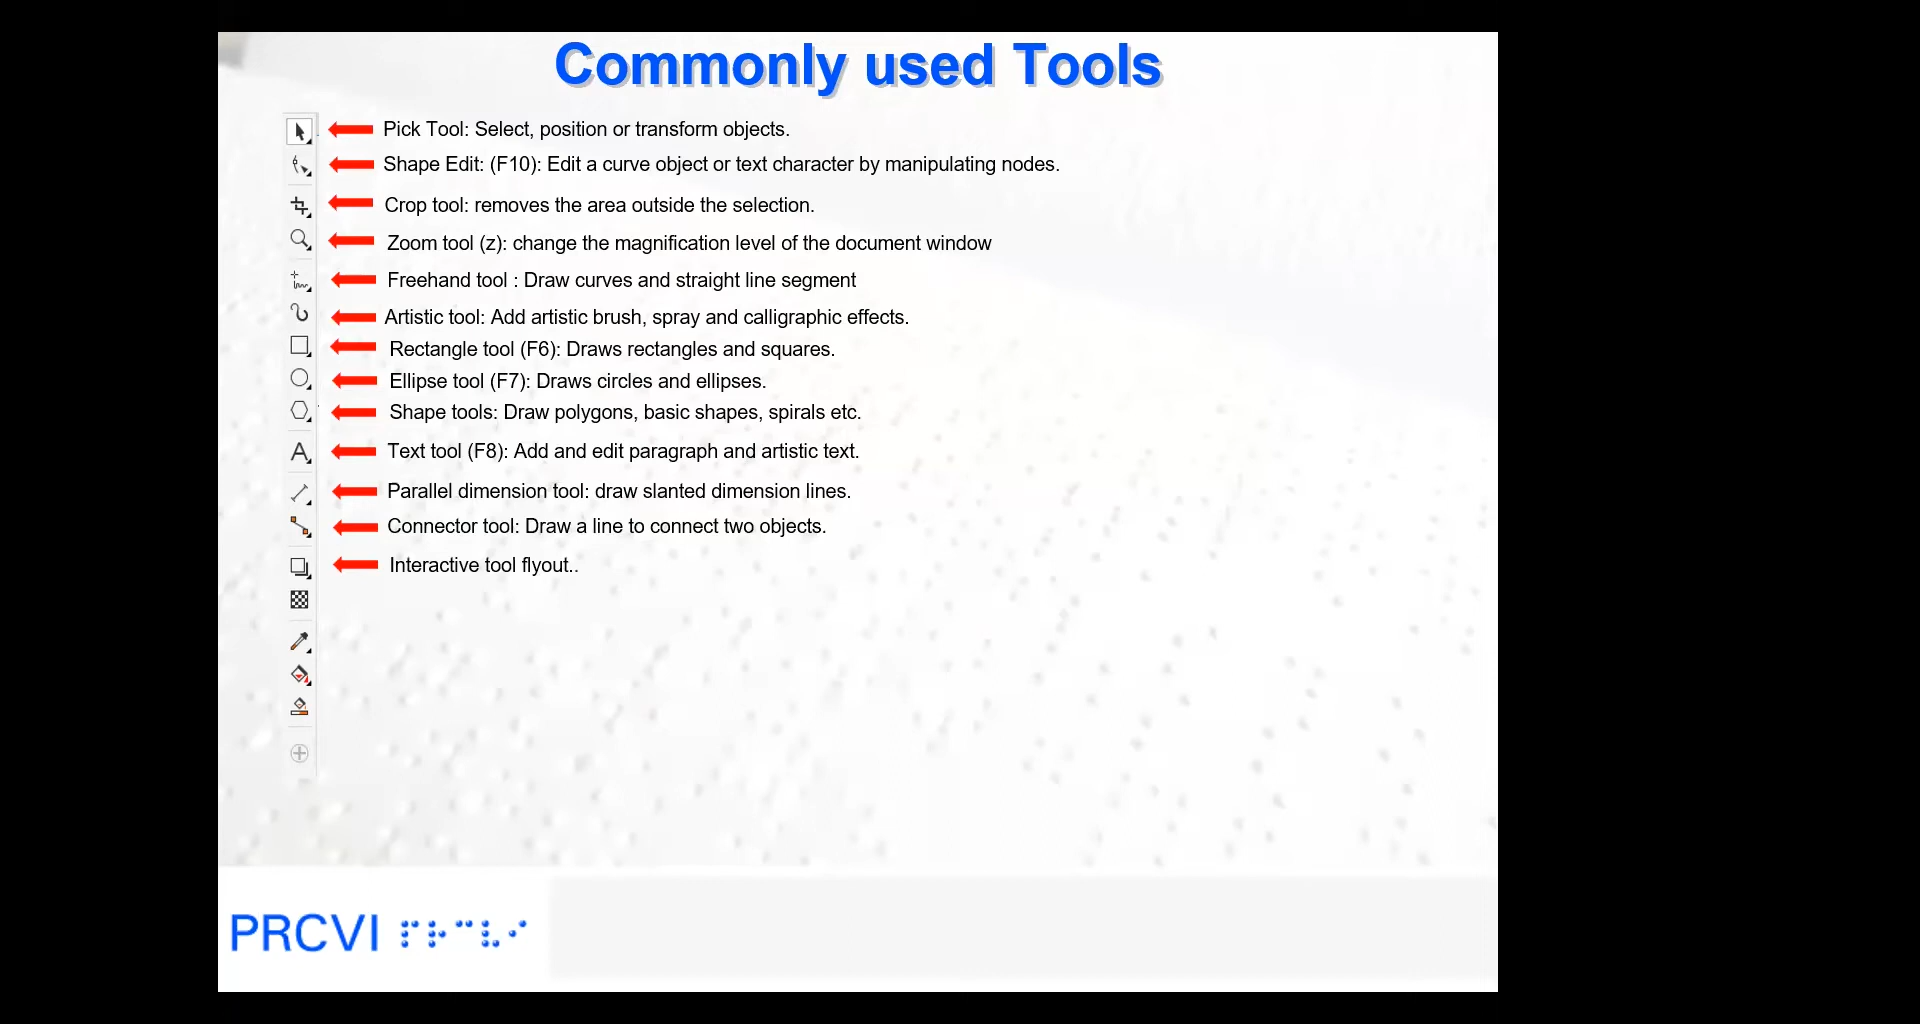 Commonly used Tools
Pick Tool: Select, position or transform objects.
Shape Edit: (F10): Edit a curve object or text character by manipulating nodes.
Crop tool: removes the area outside the selection.
Zoom tool (z): change the magnification level of the document window
Freehand tool : Draw curves and straight line segment
Artistic tool: Add artistic brush, spray and calligraphic effects.
Rectangle tool (F6): Draws rectangles and squares.
Ellipse tool (F7): Draws circles and ellipses.
Shape tools: Draw polygons, basic shapes, spirals etc.
Text tool (F8): Add and edit paragraph and artistic text.
Parallel dimension tool: draw slanted dimension lines.
Connector tool: Draw a line to connect two objects.
Interactive tool flyout..
PRCVI ⠏⠗⠉⠧⠊